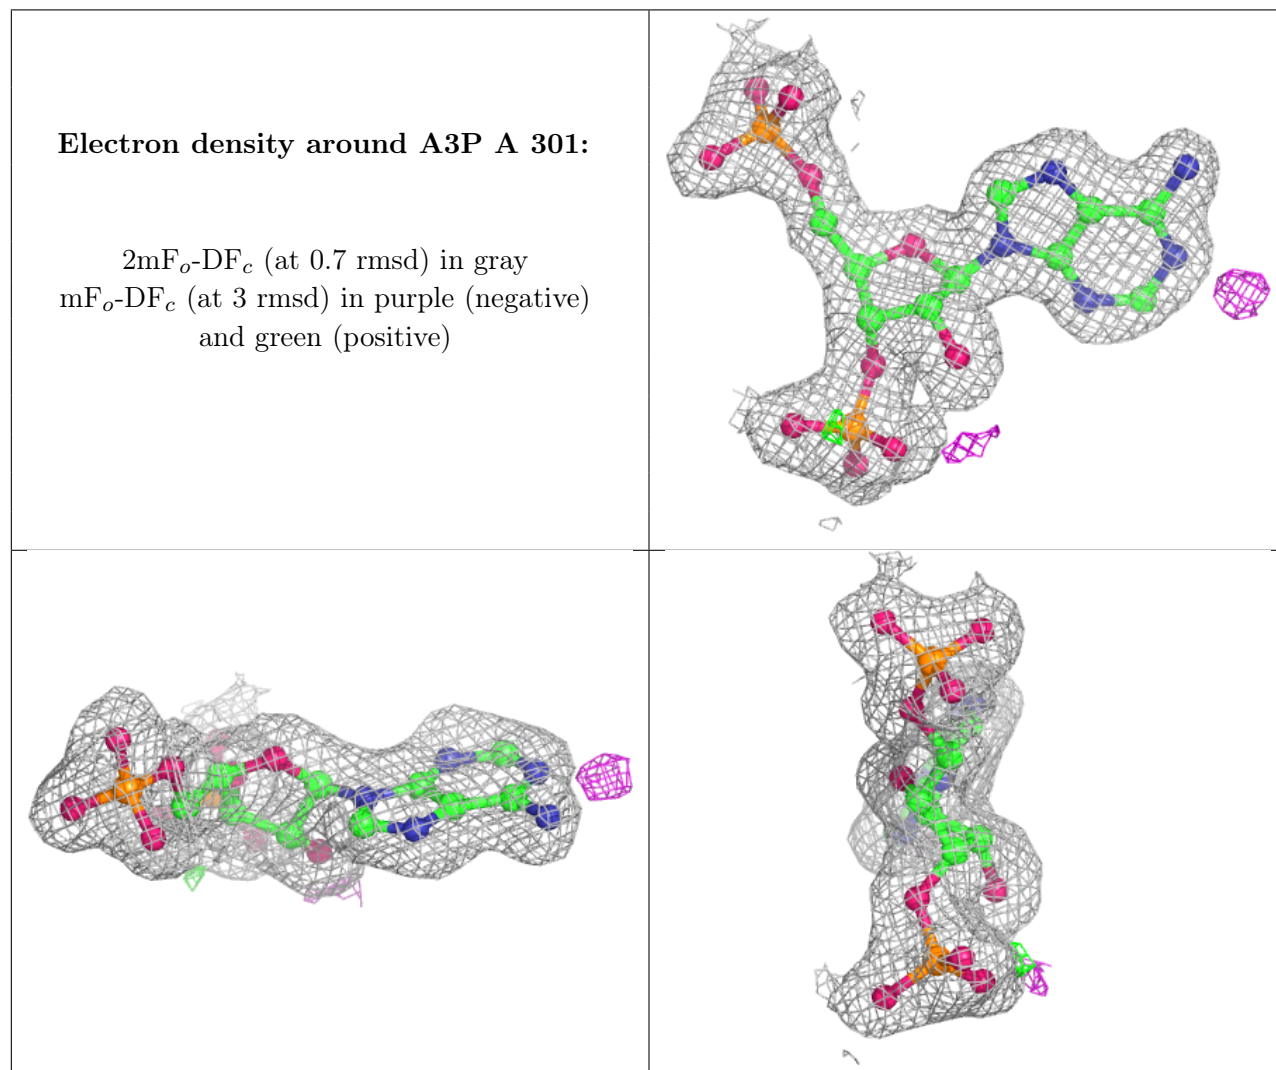 Electron density around A3P A 301:
2mFo-DFc (at 0.7 rmsd) in gray
mFo-DFc (at 3 rmsd) in purple (negative)
and green (positive)